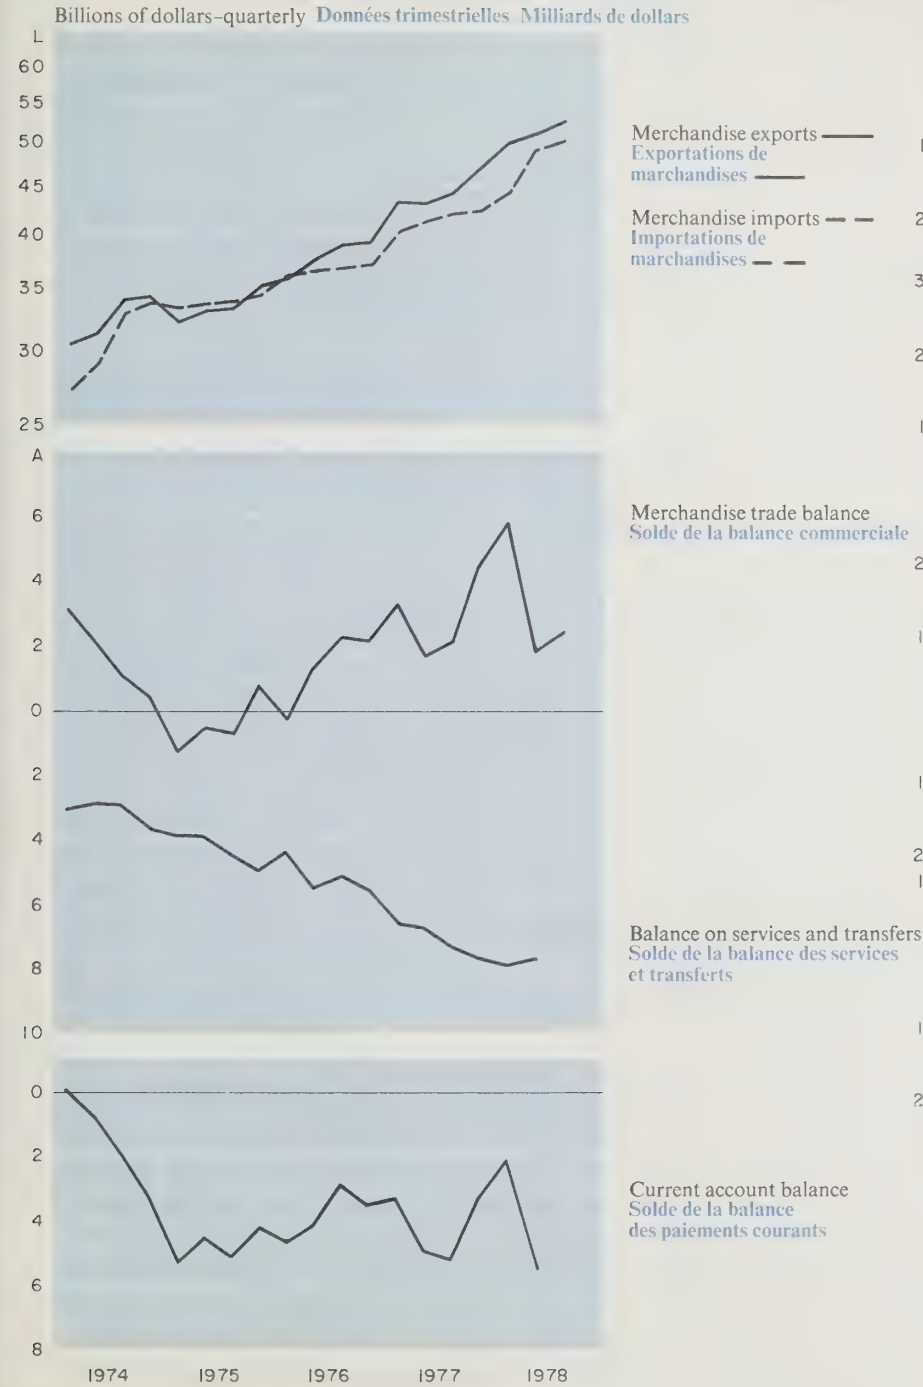 Billions of dollars–quarterly Données trimestrielles Milliards de dollars
L
60
55
50
45
40
35
30
25
Merchandise exports
Exportations de
marchandises
Merchandise imports
Importations de
marchandises
A
6
4
2
0
2
4
6
8
10
Merchandise trade balance
Solde de la balance commerciale
Balance on services and transfers
Solde de la balance des services
et transferts
0
2
4
6
8
Current account balance
Solde de la balance
des paiements courants
1974 1975 1976 1977 1978